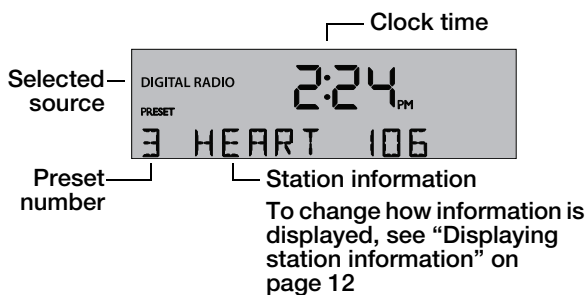 Clock time
Selected
source
DIGITAL RADIO
2:24 PM
PRESET
3 HEART 106
Preset
number
Station information
To change how information is
displayed, see “Displaying
station information” on
page 12